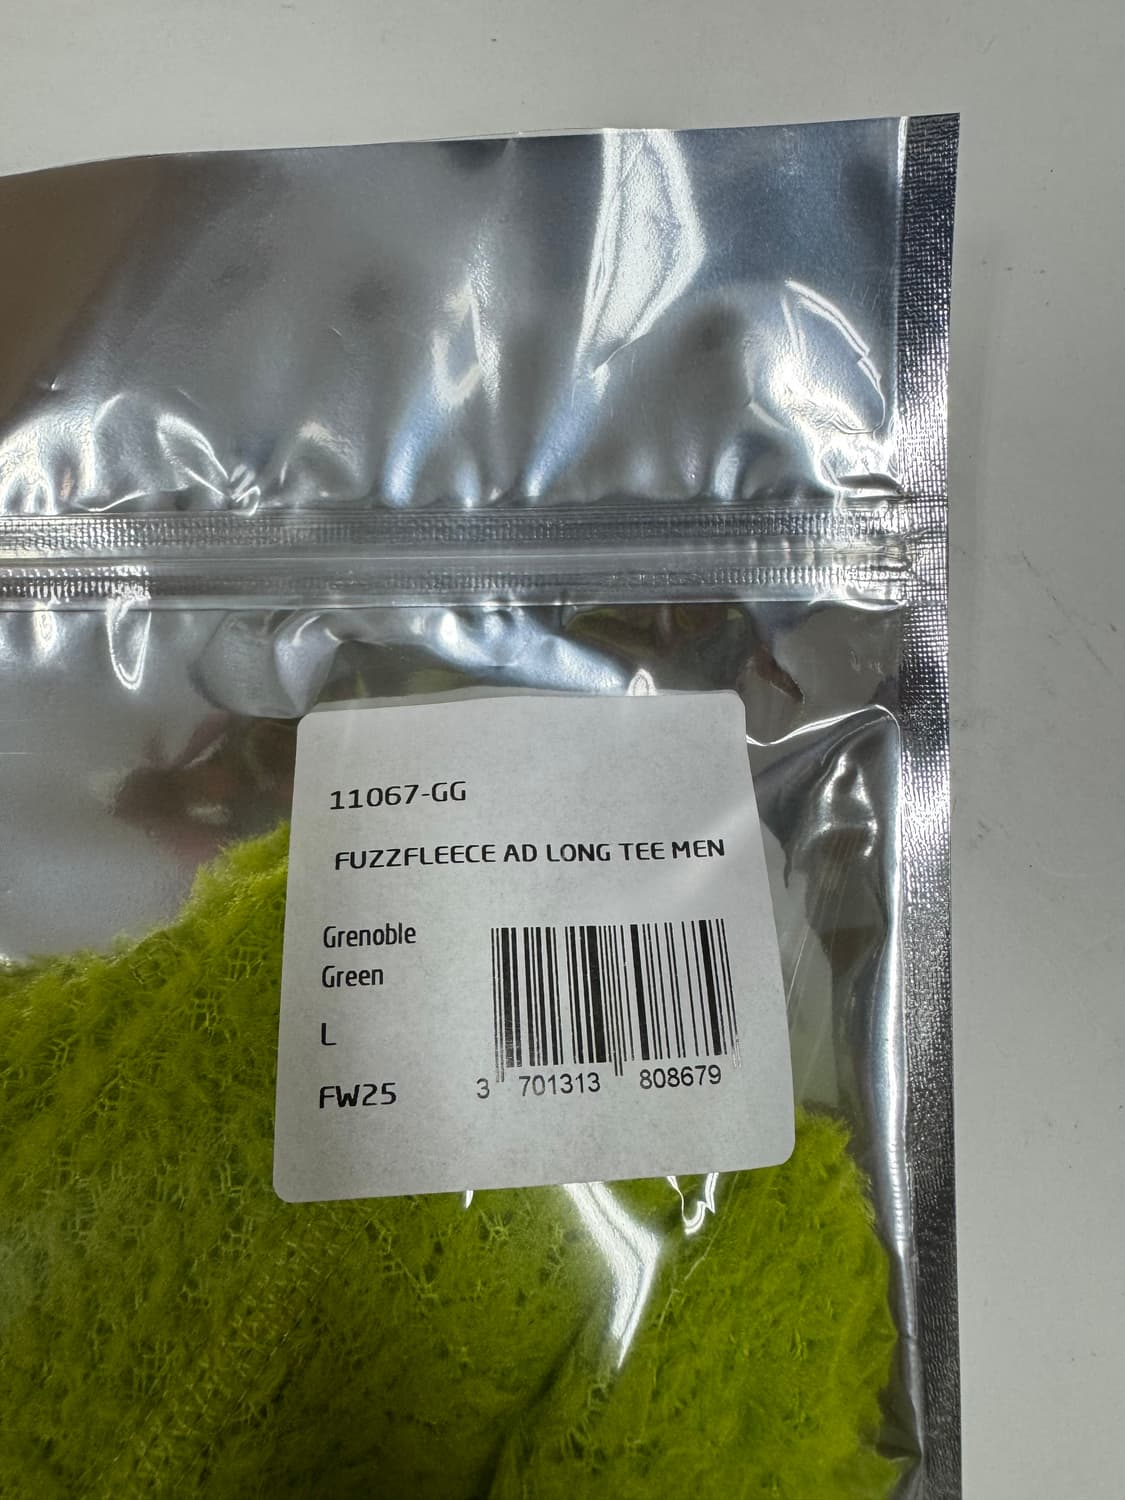 11067-GG
FUZZFLEECE AD LONG TEE MEN
Grenoble
Green
L
FW25
3 701313 808679